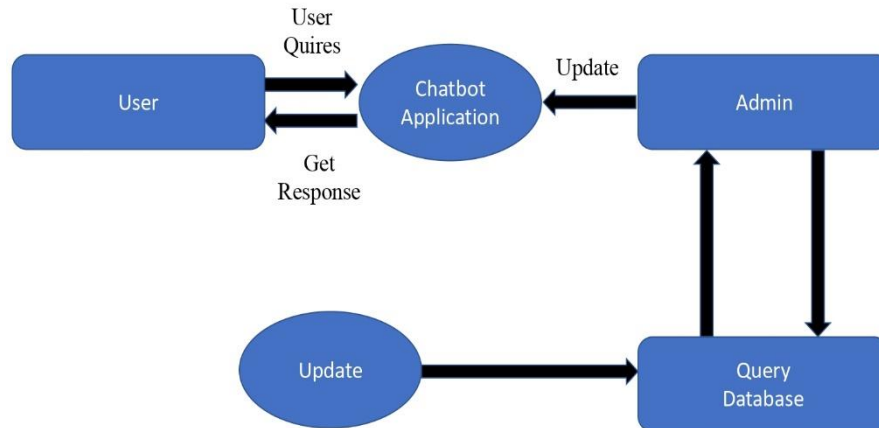 User
Quires
User
Chatbot
Application
Update
Admin
Get
Response
Update
Query
Database